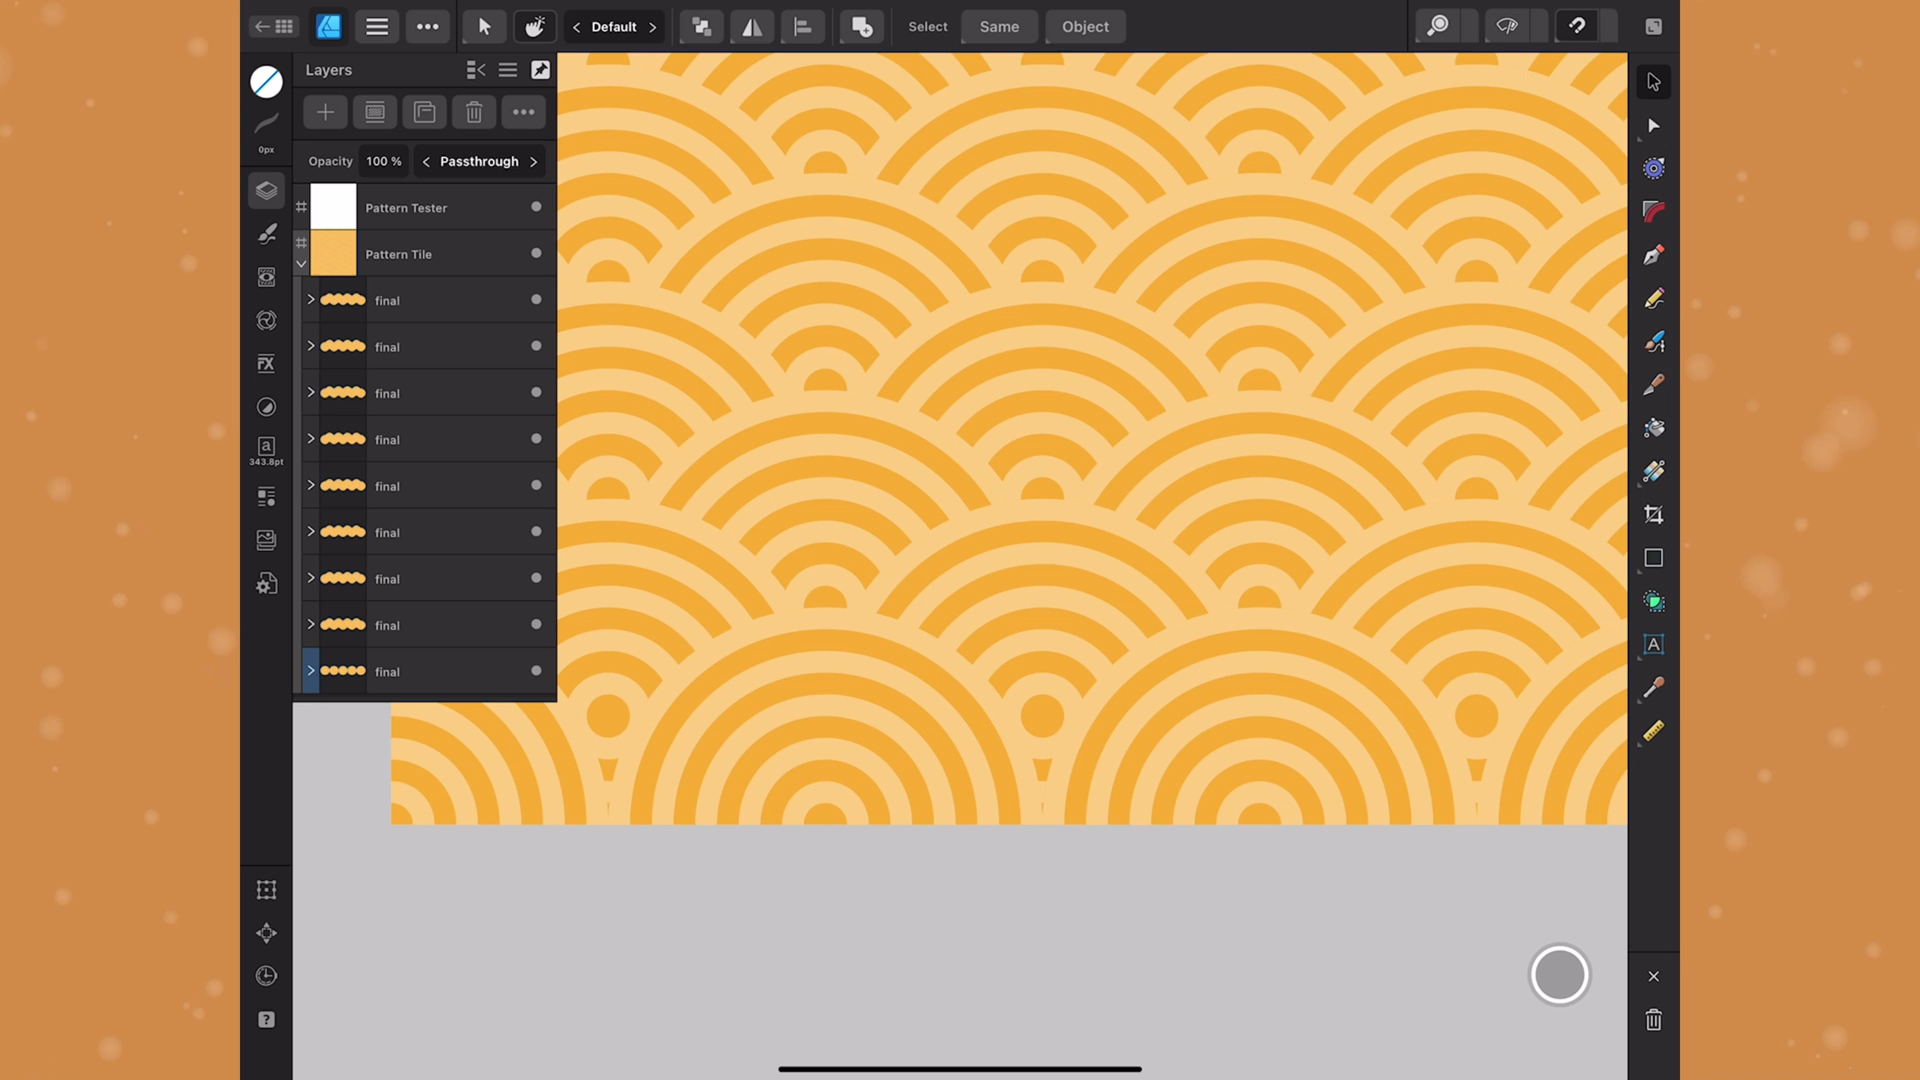 Default
Select
Same
Object
Layers
0px
Opacity 100 % Passthrough
Pattern Tester
Pattern Tile
final
final
final
final
final
final
final
final
final
FX
a
343.8pt
A
?